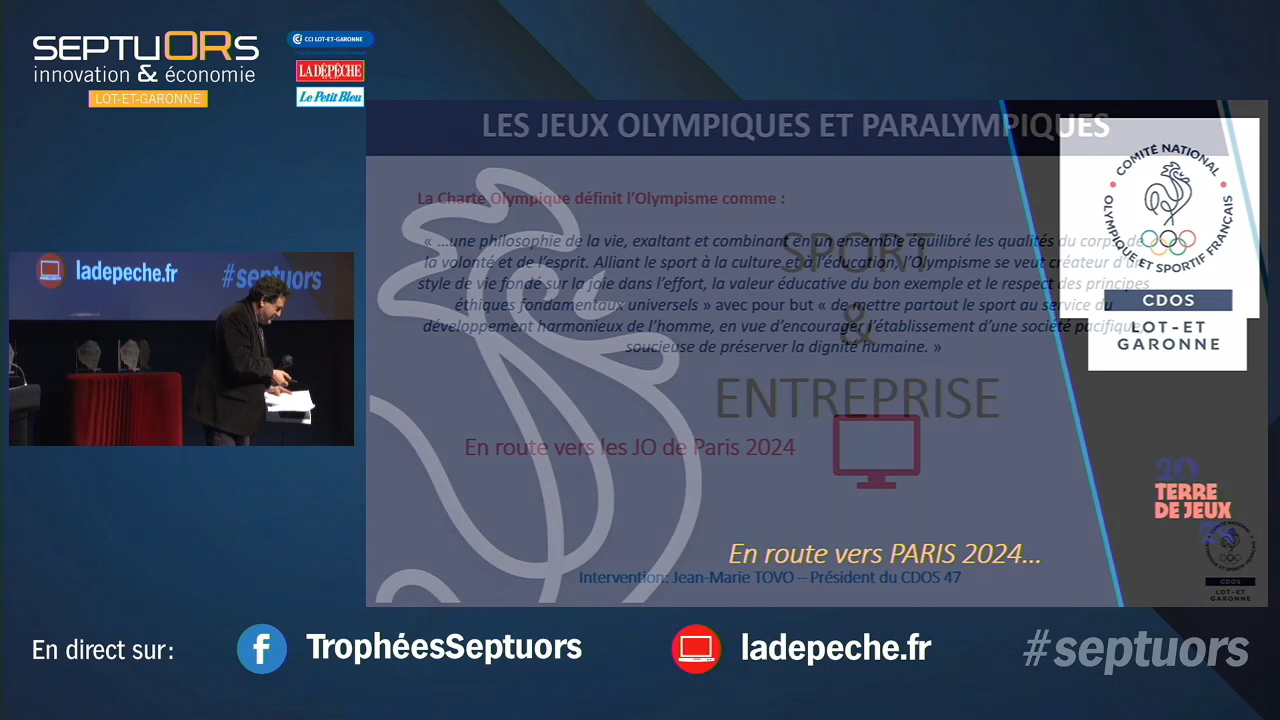 SEPTUORS
innovation & économie
LOT-ET-GARONNE
CCI LOT-ET-GARONNE
LA DÉPÊCHE
Le Petit Bleu
ladepeche.fr
#septuors
LES JEUX OLYMPIQUES ET PARALYMPIQUES
La Charte Olympique définit l'Olympisme comme :
« ...une philosophie de la vie, exaltant et combinant en un ensemble équilibré les qualités du corps, de
la volonté et de l'esprit. Alliant le sport à la culture et à l'éducation, l'Olympisme se veut créateur d'un
style de vie fondé sur la joie dans l'effort, la valeur éducative du bon exemple et le respect des principes
éthiques fondamentaux universels » avec pour but « de mettre partout le sport au service du
développement harmonieux de l'homme, en vue d'encourager l'établissement d'une société pacifique,
soucieuse de préserver la dignité humaine. »
SPORT
&
ENTREPRISE
En route vers les JO de Paris 2024
En route vers PARIS 2024...
Intervention: Jean-Marie TOVO – Président du CDOS 47
COMITÉ NATIONAL
OLYMPIQUE ET SPORTIF FRANÇAIS
CDOS
LOT-ET
GARONNE
20
TERRE
DE JEUX
CDOS
LOT-ET
GARONNE
En direct sur:
f
TrophéesSeptuors
ladepeche.fr
#septuors